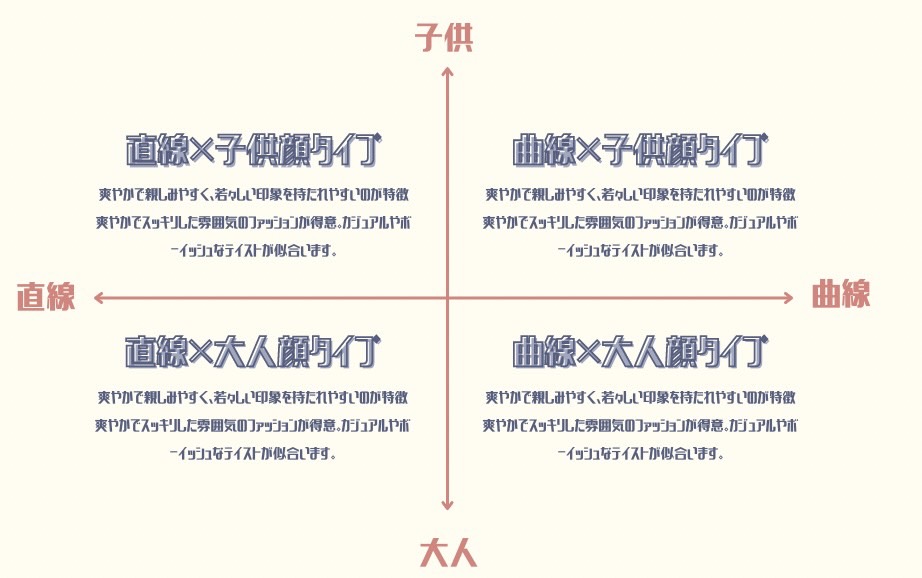 子供
直線×子供顔タイプ
爽やかで親しみやすく、若々しい印象を持たれやすいのが特徴
爽やかでスッキリした雰囲気のファッションが得意。カジュアルやボ
ーイッシュなテイストが似合います。
曲線×子供顔タイプ
爽やかで親しみやすく、若々しい印象を持たれやすいのが特徴
爽やかでスッキリした雰囲気のファッションが得意。カジュアルやボ
ーイッシュなテイストが似合います。
直線
曲線
直線×大人顔タイプ
爽やかで親しみやすく、若々しい印象を持たれやすいのが特徴
爽やかでスッキリした雰囲気のファッションが得意。カジュアルやボ
ーイッシュなテイストが似合います。
曲線×大人顔タイプ
爽やかで親しみやすく、若々しい印象を持たれやすいのが特徴
爽やかでスッキリした雰囲気のファッションが得意。カジュアルやボ
ーイッシュなテイストが似合います。
大人